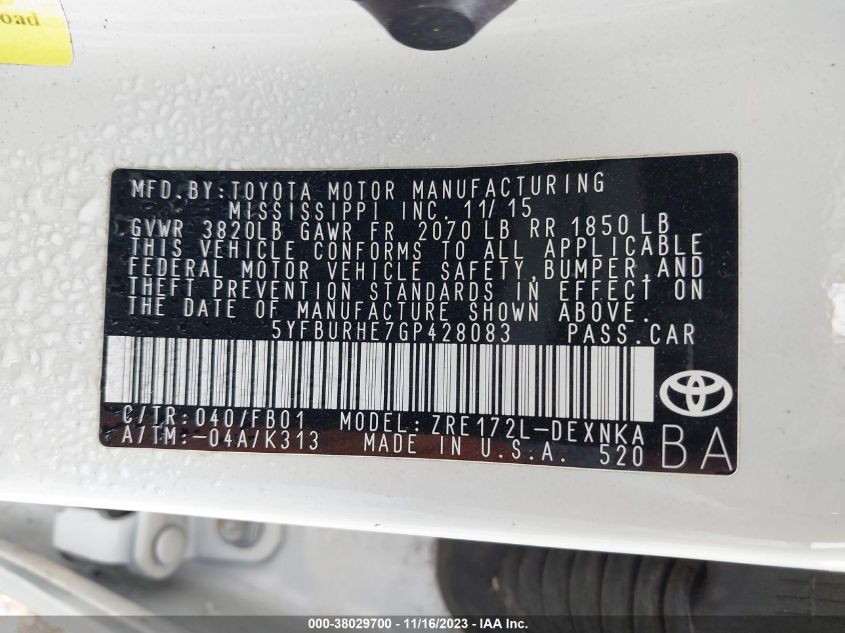 oad
MFD.BY:TOYOTA MOTOR MANUFACTURING
MISSISSIPPI INC. 11/15
GVWR 3820LB GAWR FR 2070 LB RR 1850 LB
THIS VEHICLE CONFORMS TO ALL APPLICABLE
FEDERAL MOTOR VEHICLE SAFETY,BUMPER,AND
THEFT PREVENTION STANDARDS IN EFFECT ON
THE DATE OF MANUFACTURE SHOWN ABOVE.
5YFBURHE7GP428083 PASS.CAR
C/TR: 040/FB01 MODEL: ZRE172L-DEXNKA
A/TM:-04A/K313 MADE IN U.S.A. 520
BA
000-38029700 - 11/16/2023 - IAA Inc.